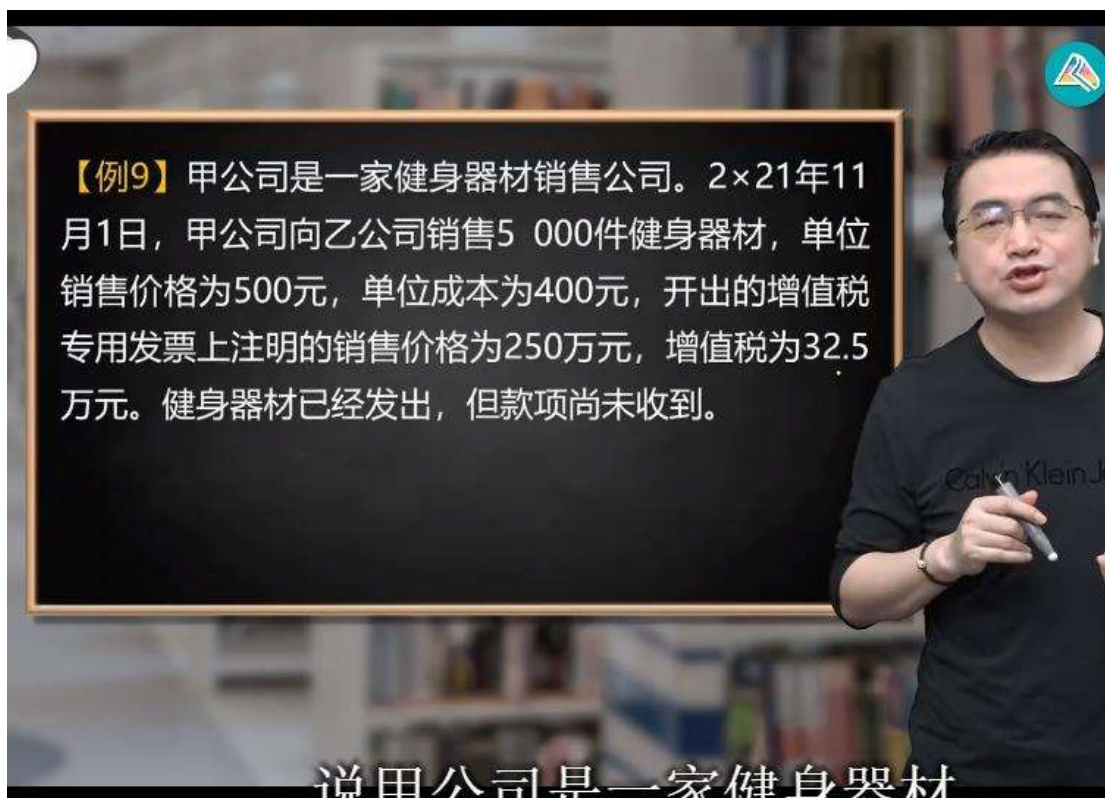 【例9】甲公司是一家健身器材销售公司。2×21年11
月1日，甲公司向乙公司销售5 000件健身器材，单位
销售价格为500元，单位成本为400元，开出的增值税
专用发票上注明的销售价格为250万元，增值税为32.5
万元。健身器材已经发出，但款项尚未收到。
Calvin Klein Je
说甲公司是一家健身器材